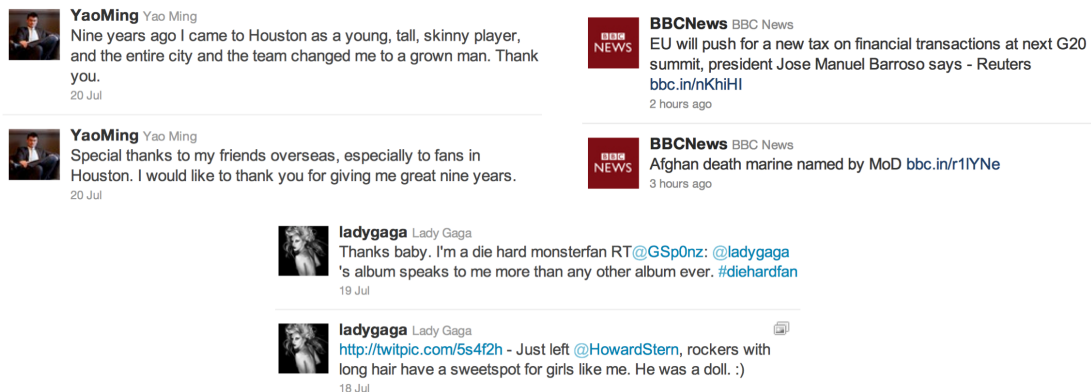 YaoMing Yao Ming
Nine years ago I came to Houston as a young, tall, skinny player,
and the entire city and the team changed me to a grown man. Thank
you.
20 Jul
YaoMing Yao Ming
Special thanks to my friends overseas, especially to fans in
Houston. I would like to thank you for giving me great nine years.
20 Jul
BBC
NEWS
BBCNews BBC News
EU will push for a new tax on financial transactions at next G20
summit, president Jose Manuel Barroso says - Reuters
bbc.in/nKhiHI
2 hours ago
BBC
NEWS
BBCNews BBC News
Afghan death marine named by MoD bbc.in/r1lYNe
3 hours ago
ladygaga Lady Gaga
Thanks baby. I'm a die hard monsterfan RT@GSp0nz: @ladygaga
's album speaks to me more than any other album ever. #diehardfan
19 Jul
ladygaga Lady Gaga
http://twitpic.com/5s4f2h - Just left @HowardStern, rockers with
long hair have a sweetspot for girls like me. He was a doll. :)
18 Jul